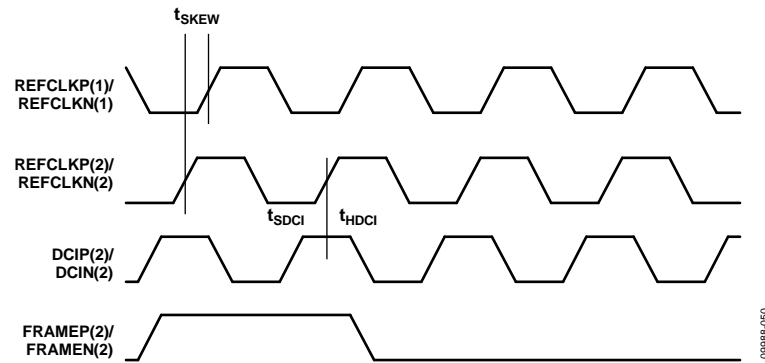 tSKEW
REFCLKP(1)/
REFCLKN(1)
REFCLKP(2)/
REFCLKN(2)
tSDCI
tHDCI
DCIP(2)/
DCIN(2)
FRAMEP(2)/
FRAMEN(2)
09988-050